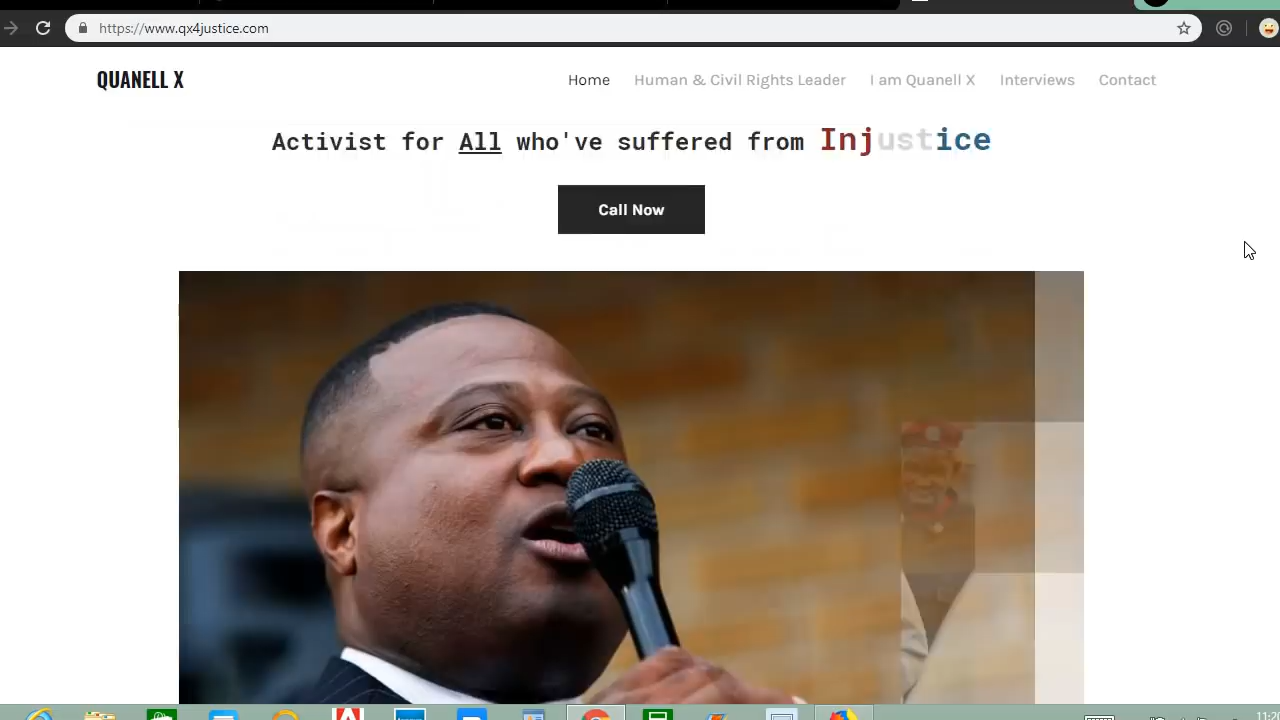 https://www.qx4justice.com
QUANELL X
Home Human & Civil Rights Leader I am Quanell X Interviews Contact
Activist for All who've suffered from Injustice
Call Now